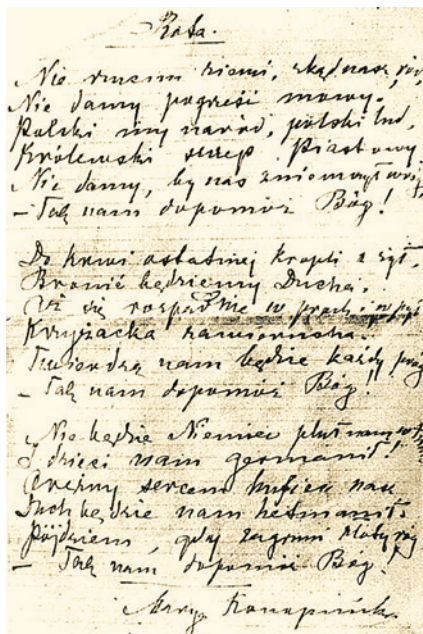 Rota.
Nie rzucim ziemi, skąd nasz ród,
Nie damy pogrześć mowy.
Polski my naród, polski lud,
Królewski szczep Piastowy.
Nie damy, by nas zniemczył wróg
– Tak nam dopomóż Bóg!
Do krwi ostatniej kropli z żył
Bronić będziemy Ducha.
Aż się rozpadnie w proch i w pył
Krzyżacka zawierucha.
Twierdzą nam będzie każdy próg
– Tak nam dopomóż Bóg!
Nie będzie Niemiec pluł nam w twarz
I dzieci nam germanił!
Orężny hufiec nasz
Duch będzie nam hetmanił.
Pójdziem, gdy zagrmi złoty róg
– Tak nam dopomóż Bóg!
Marya Konopnicka